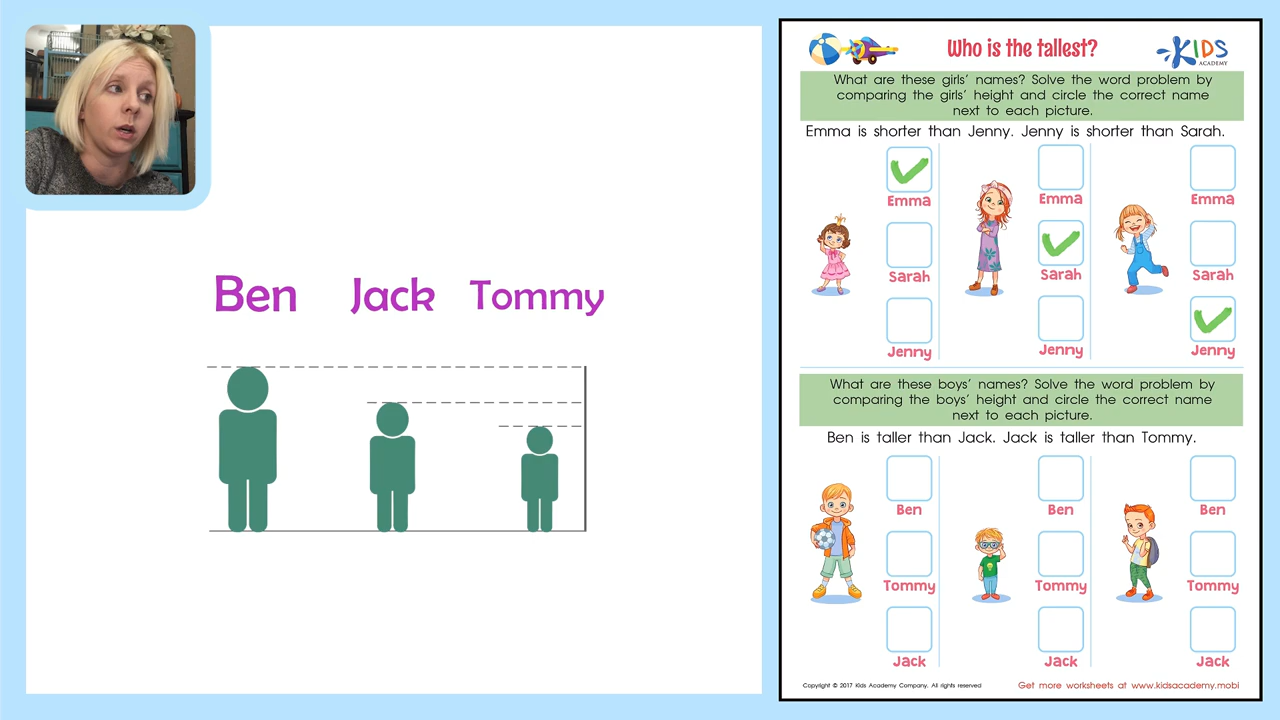 Ben Jack Tommy
Who is the tallest?
KIDS
ACADEMY
What are these girls' names? Solve the word problem by
comparing the girls' height and circle the correct name
next to each picture.
Emma is shorter than Jenny. Jenny is shorter than Sarah.
Emma
Sarah
Jenny
Emma
Sarah
Jenny
Emma
Sarah
Jenny
What are these boys' names? Solve the word problem by
comparing the boys' height and circle the correct name
next to each picture.
Ben is taller than Jack. Jack is taller than Tommy.
Ben
Tommy
Jack
Ben
Tommy
Jack
Ben
Tommy
Jack
Copyright © 2017 Kids Academy Company. All rights reserved
Get more worksheets at www.kidsacademy.mobi